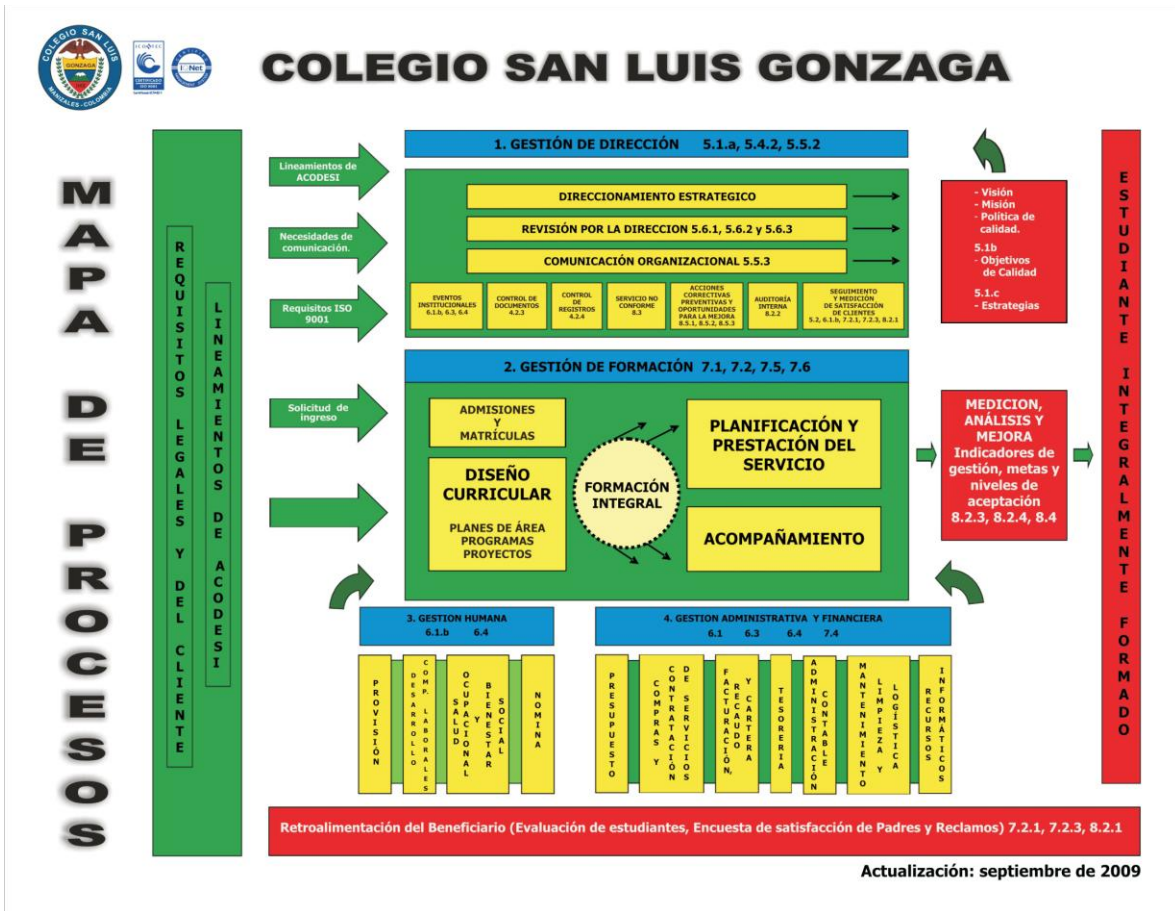 COLEGIO SAN LUIS
GONZAGA
MANIZALES-COLOMBIA
ICONTEC
CERTIFICADO
ISO 9001
IQNet
COLEGIO SAN LUIS GONZAGA
MAPA DE PROCESOS
REQUISITOS LEGALES Y DEL CLIENTE
LINEAMIENTOS DE ACODESI
Lineamientos de
ACODESI
Necesidades de
comunicación.
Requisitos ISO
9001
Solicitud de
ingreso
1. GESTIÓN DE DIRECCIÓN 5.1.a, 5.4.2, 5.5.2
DIRECCIONAMIENTO ESTRATEGICO
REVISIÓN POR LA DIRECCION 5.6.1, 5.6.2 y 5.6.3
COMUNICACIÓN ORGANIZACIONAL 5.5.3
EVENTOS
INSTITUCIONALES
6.1.b, 6.3, 6.4
CONTROL DE
DOCUMENTOS
4.2.3
CONTROL
DE
REGISTROS
4.2.4
SERVICIO NO
CONFORME
8.3
ACCIONES
CORRECTIVAS
PREVENTIVAS Y
OPORTUNIDADES
PARA LA MEJORA
8.5.1, 8.5.2, 8.5.3
AUDITORÍA
INTERNA
8.2.2
SEGUIMIENTO
Y MEDICIÓN
DE SATISFACCIÓN
DE CLIENTES
5.2, 6.1.b, 7.2.1, 7.2.3, 8.2.1
- Visión
- Misión
- Política de
calidad.
5.1b
- Objetivos
de Calidad
5.1.c
- Estrategias
2. GESTIÓN DE FORMACIÓN 7.1, 7.2, 7.5, 7.6
ADMISIONES
Y
MATRÍCULAS
DISEÑO
CURRICULAR
PLANES DE ÁREA
PROGRAMAS
PROYECTOS
FORMACIÓN
INTEGRAL
PLANIFICACIÓN Y
PRESTACIÓN DEL
SERVICIO
ACOMPAÑAMIENTO
MEDICION,
ANÁLISIS Y
MEJORA
Indicadores de
gestión, metas y
niveles de
aceptación
8.2.3, 8.2.4, 8.4
ESTUDIANTE INTEGRALMENTE FORMADO
3. GESTION HUMANA
6.1.b 6.4
PROVISIÓN
DESARROLLO
COMP. LABORALES
SALUD
OCUPACIONAL
Y
BIENESTAR
SOCIAL
NOMINA
4. GESTION ADMINISTRATIVA Y FINANCIERA
6.1 6.3 6.4 7.4
PRESUPUESTO
COMPRAS Y
CONTRATACIÓN
DE SERVICIOS
FACTURACIÓN,
RECAUDO
Y CARTERA
TESORERIA
ADMINISTRACIÓN
CONTABLE
MANTENIMIENTO
LIMPIEZA Y
LOGÍSTICA
RECURSOS
INFORMÁTICOS
Retroalimentación del Beneficiario (Evaluación de estudiantes, Encuesta de satisfacción de Padres y Reclamos) 7.2.1, 7.2.3, 8.2.1
Actualización: septiembre de 2009